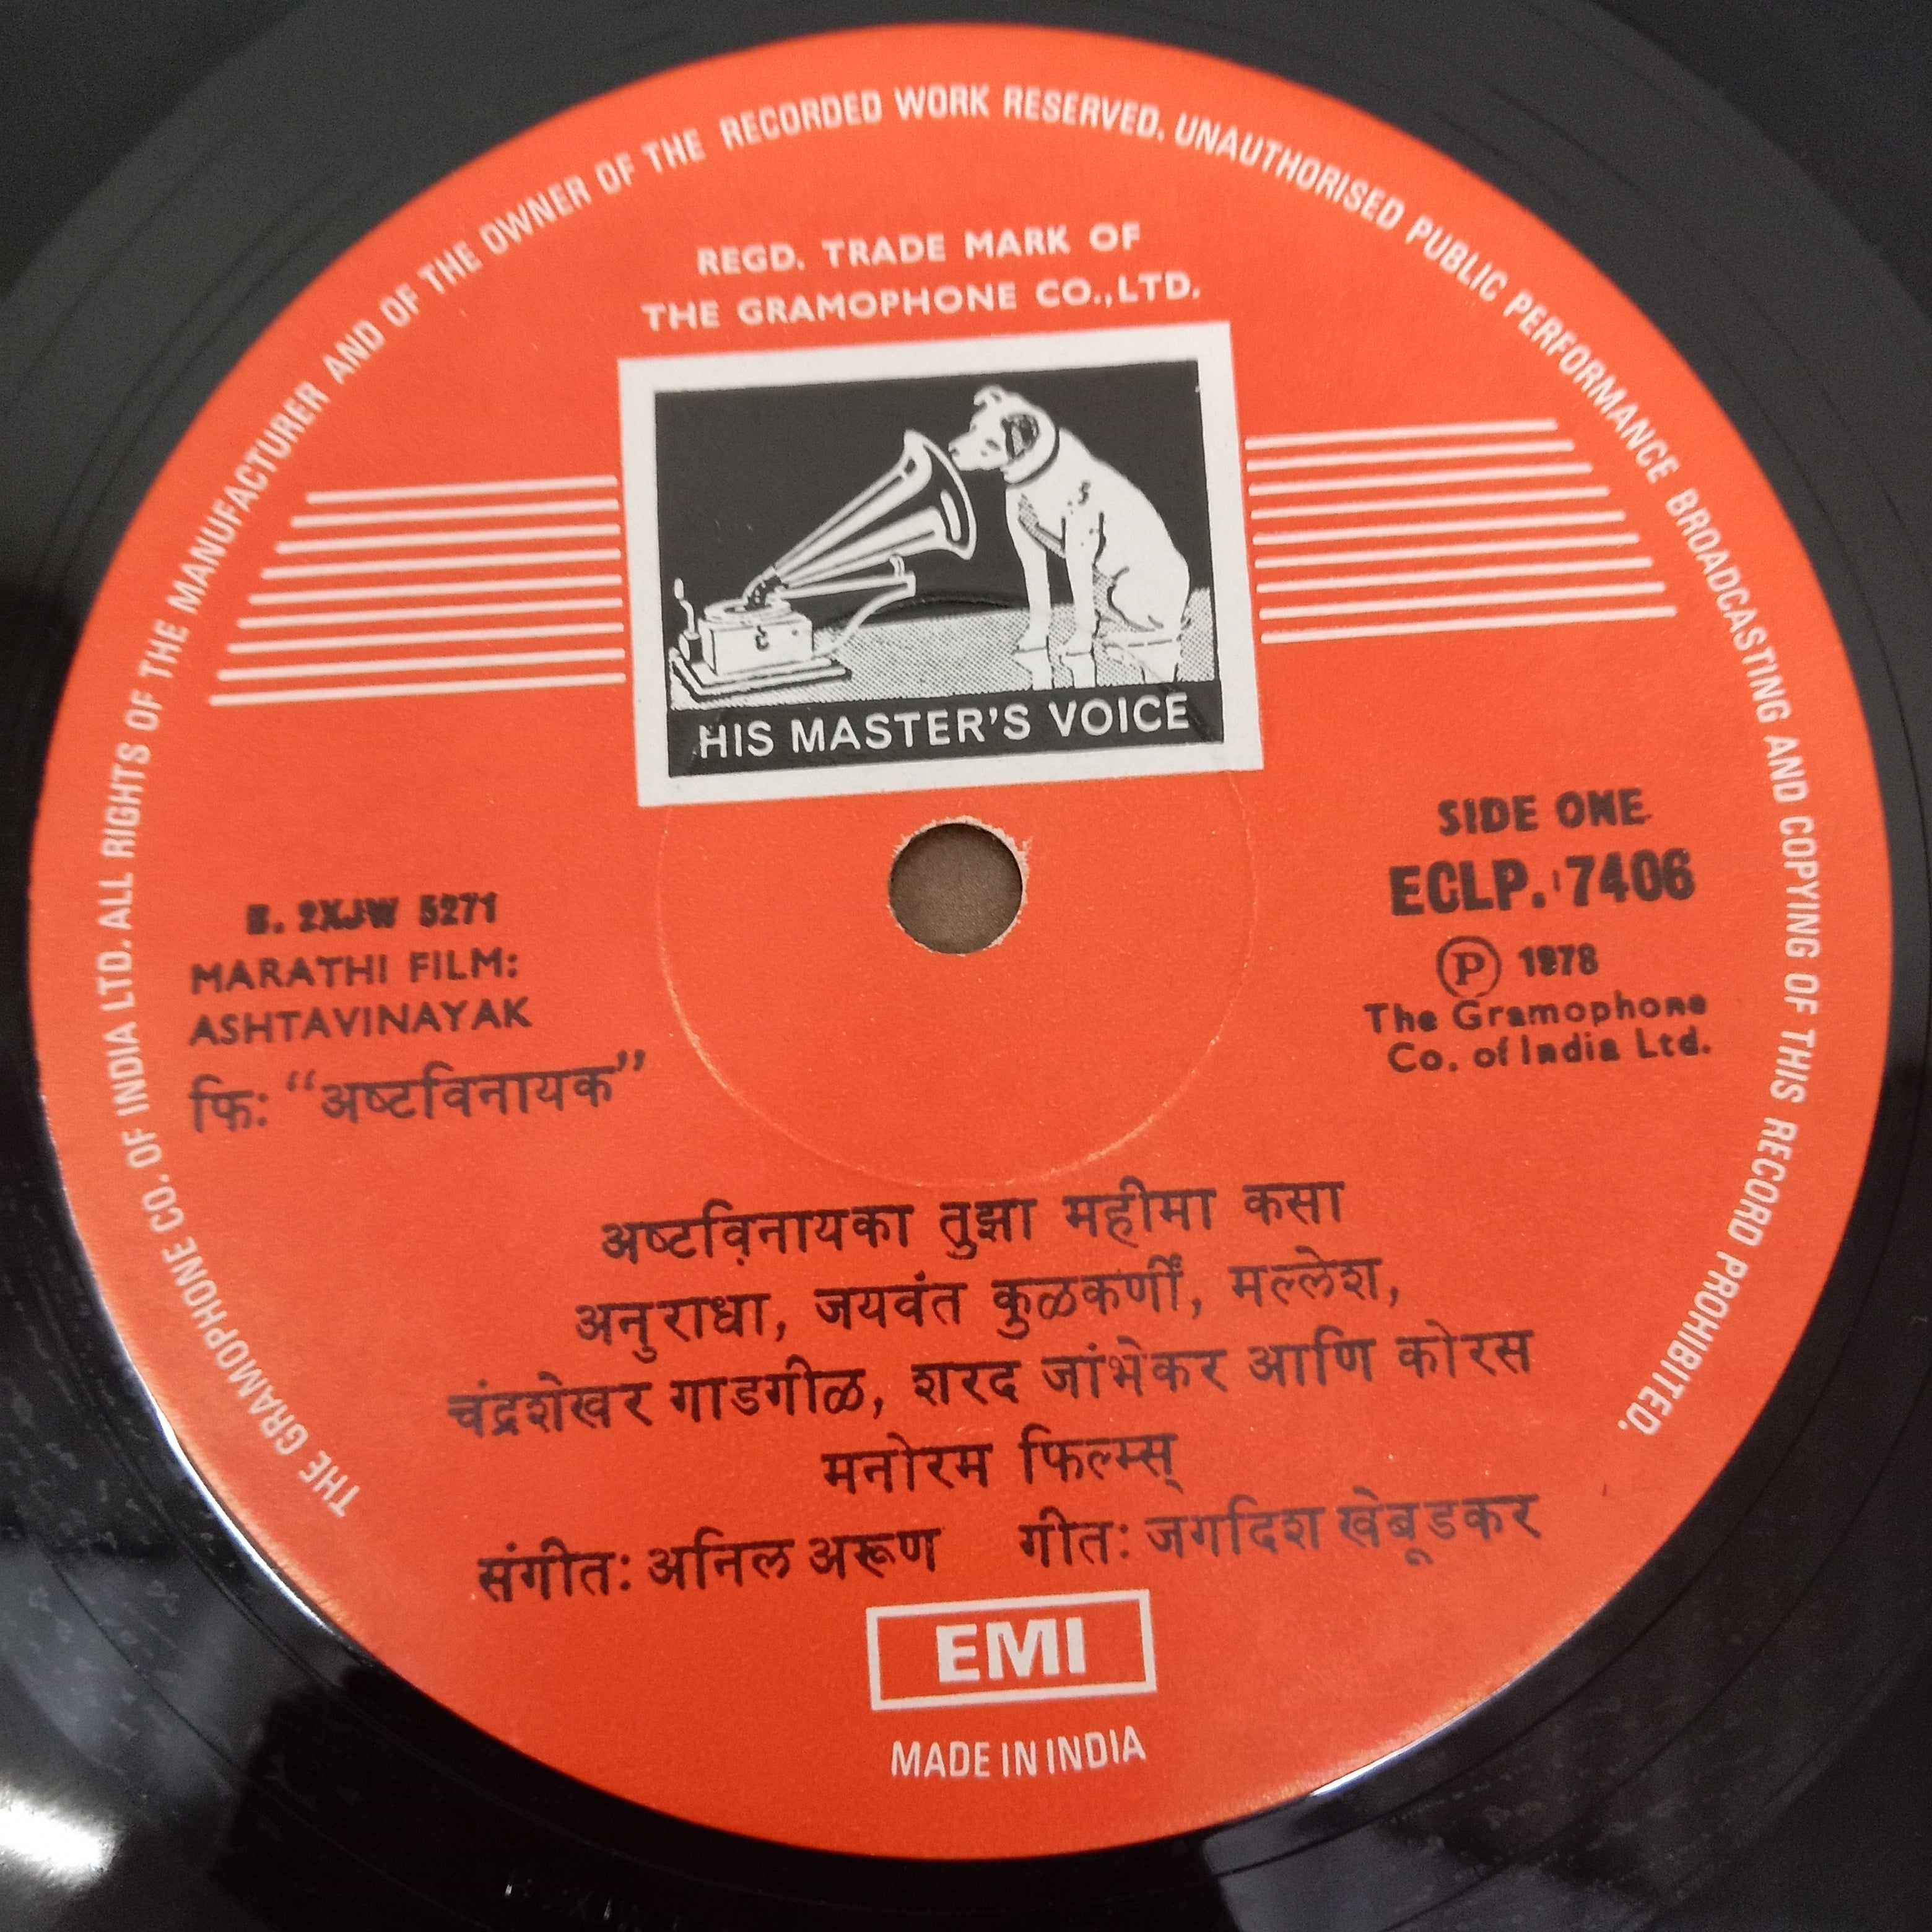 THE GRAMOPHONE CO. OF INDIA LTD. ALL RIGHTS OF THE MANUFACTURER AND OF THE OWNER OF THE RECORDED WORK RESERVED. UNAUTHORISED PUBLIC PERFORMANCE BROADCASTING AND COPYING OF THIS RECORD PROHIBITED.
REGD. TRADE MARK OF
THE GRAMOPHONE CO.,LTD.
HIS MASTER'S VOICE
SIDE ONE
ECLP. 7406
Ⓟ 1978
The Gramophone
Co. of India Ltd.
2XJW 5271
MARATHI FILM:
ASHTAVINAYAK
फि: “अष्टविनायक”
अष्टविनायका तुझा महीमा कसा
अनुराधा, जयवंत कुळकर्णी, मल्लेश,
चंद्रशेखर गाडगीळ, शरद जांभेकर आणि कोरस
मनोरम फिल्म्स्
संगीत: अनिल अरूण गीत: जगदिश खेबूडकर
EMI
MADE IN INDIA